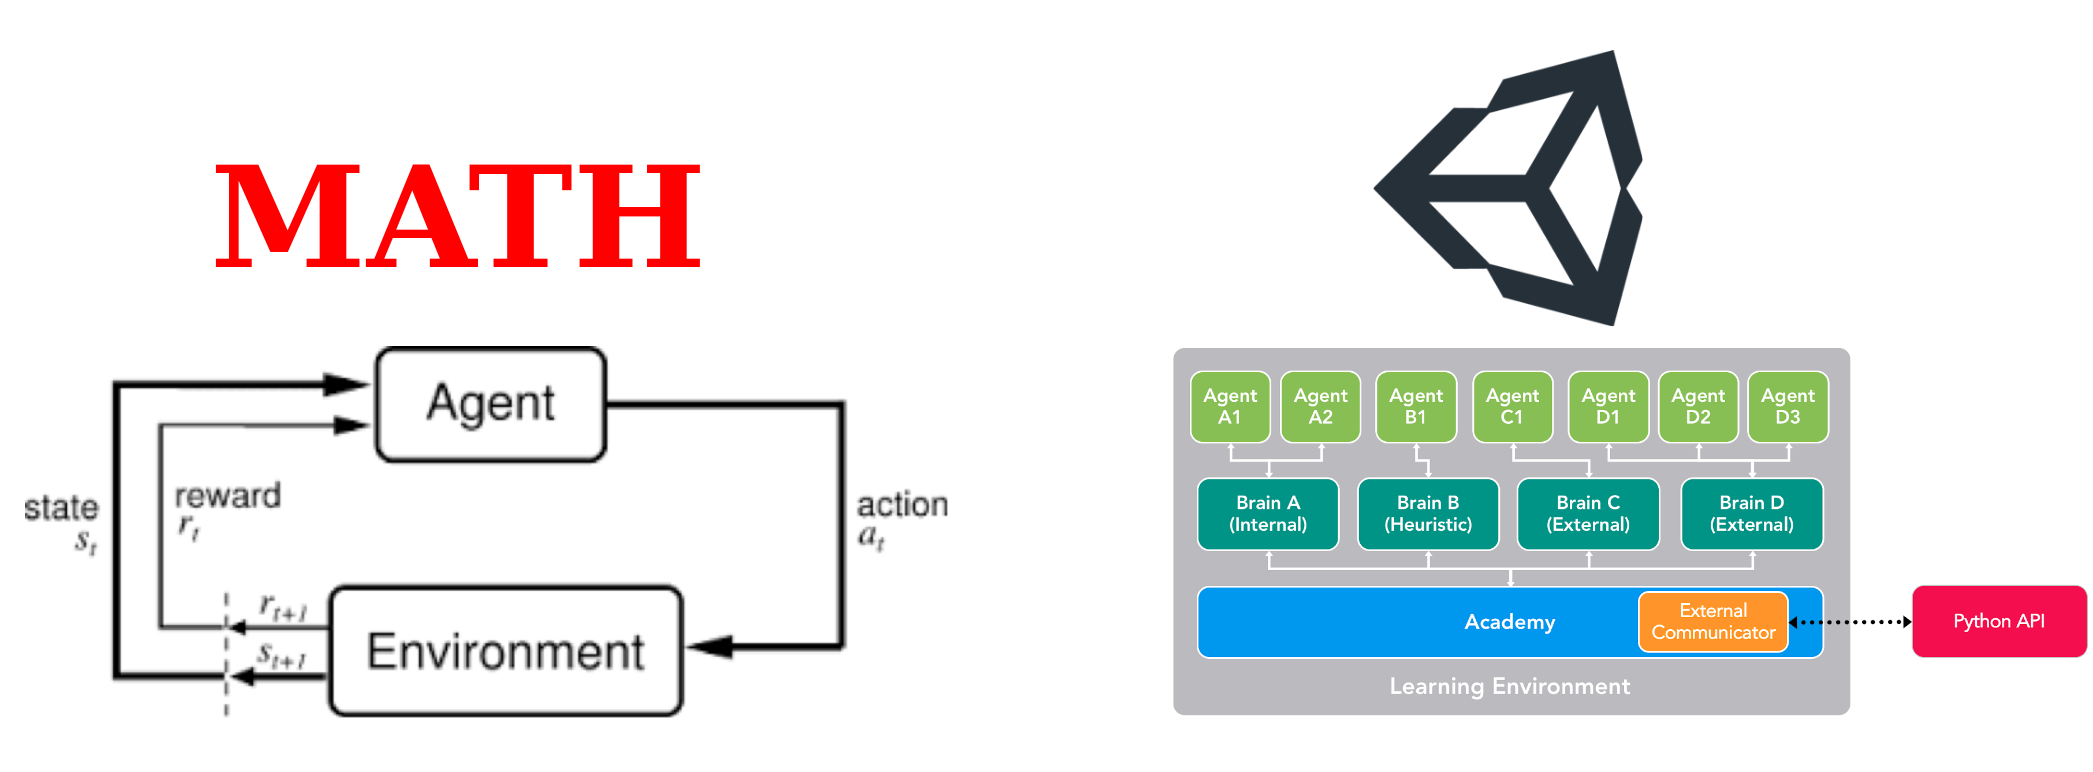 MATH
Agent
state
s_t
reward
r_t
action
a_t
r_{t+1}
s_{t+1}
Environment
Agent
A1
Agent
A2
Agent
B1
Agent
C1
Agent
D1
Agent
D2
Agent
D3
Brain A
(Internal)
Brain B
(Heuristic)
Brain C
(External)
Brain D
(External)
Academy
External
Communicator
Python API
Learning Environment